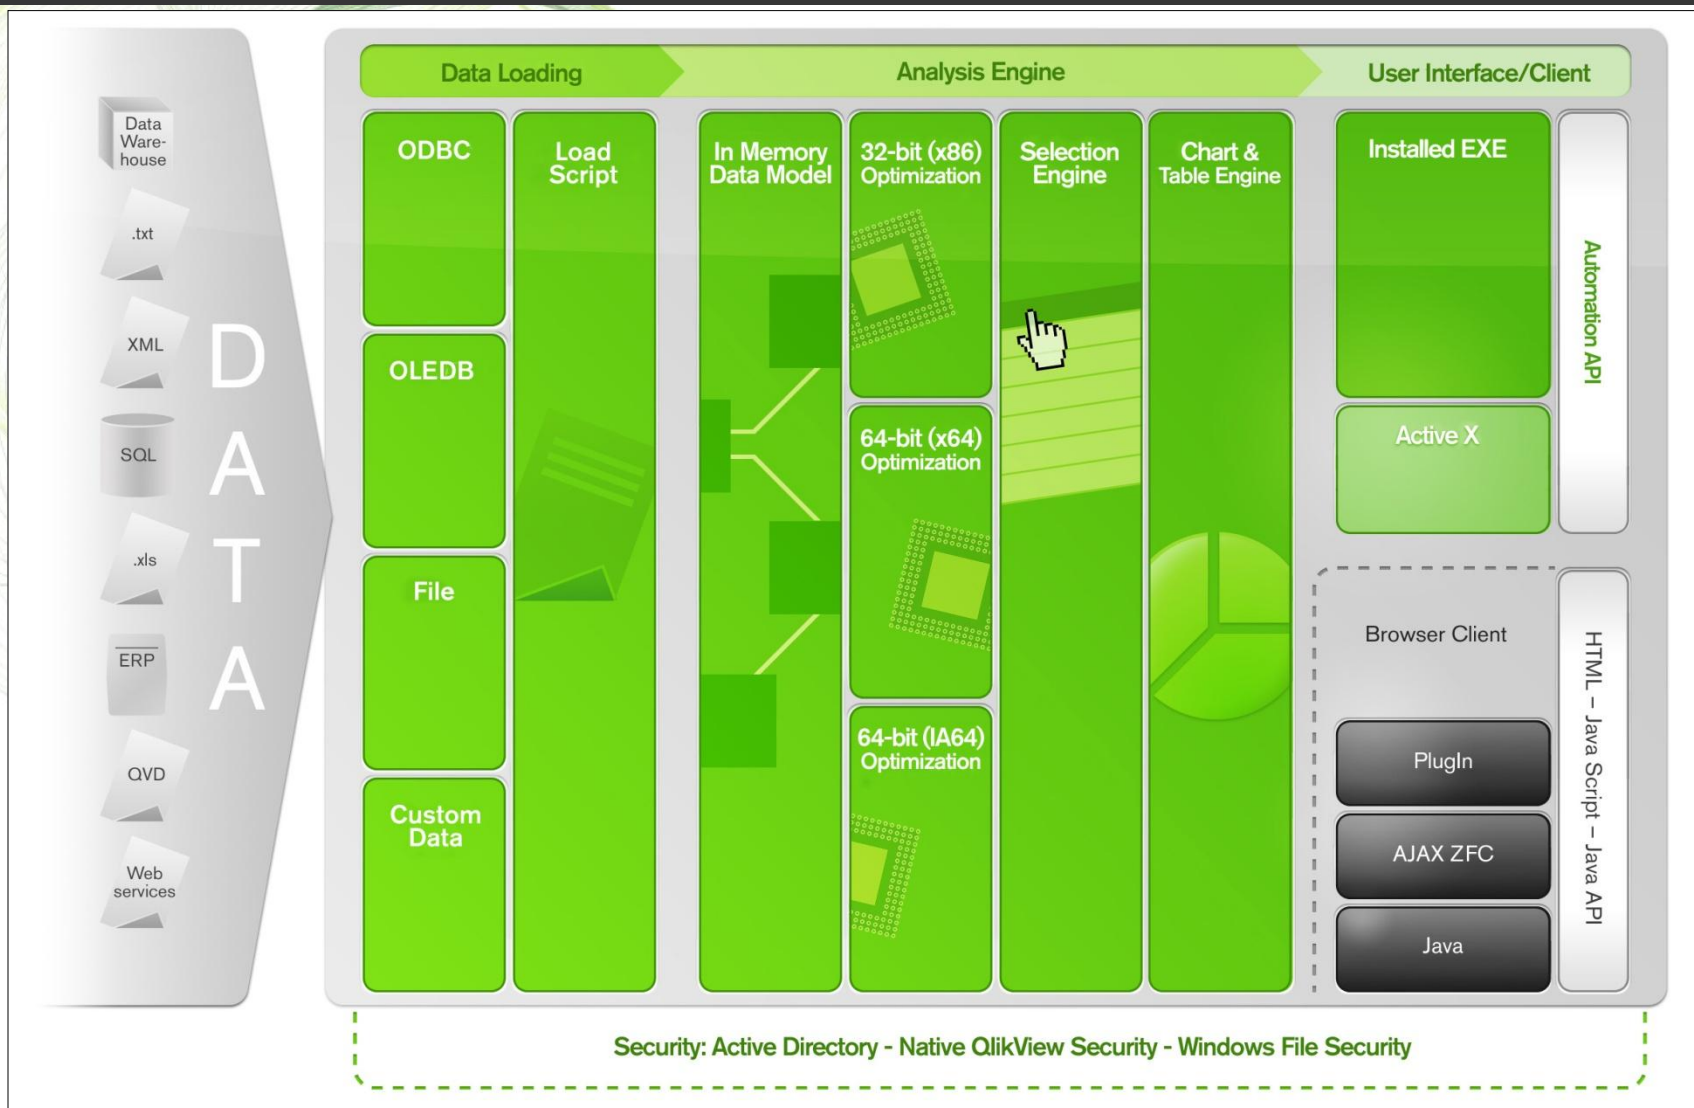 Data
Ware-
house
.txt
XML
SQL
.xls
ERP
QVD
Web
services
D
A
T
A
Data Loading
Analysis Engine
User Interface/Client
ODBC
OLEDB
File
Custom
Data
Load
Script
In Memory
Data Model
32-bit (x86)
Optimization
64-bit (x64)
Optimization
64-bit (IA64)
Optimization
Selection
Engine
Chart &
Table Engine
Installed EXE
Active X
Automation API
Browser Client
PlugIn
AJAX ZFC
Java
HTML – Java Script – Java API
Security: Active Directory - Native QlikView Security - Windows File Security